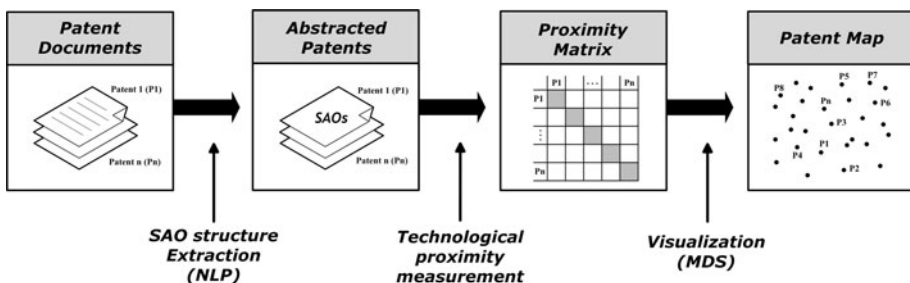 Patent
Documents
Patent 1 (P1)
Patent n (Pn)
Abstracted
Patents
Patent 1 (P1)
SAOs
Patent n (Pn)
Proximity
Matrix
P1 ... Pn
P1
⋮
Pn
Patent Map
P5 P7
P8
Pn P6
P3
P4 P1
P2
SAO structure
Extraction
(NLP)
Technological
proximity
measurement
Visualization
(MDS)